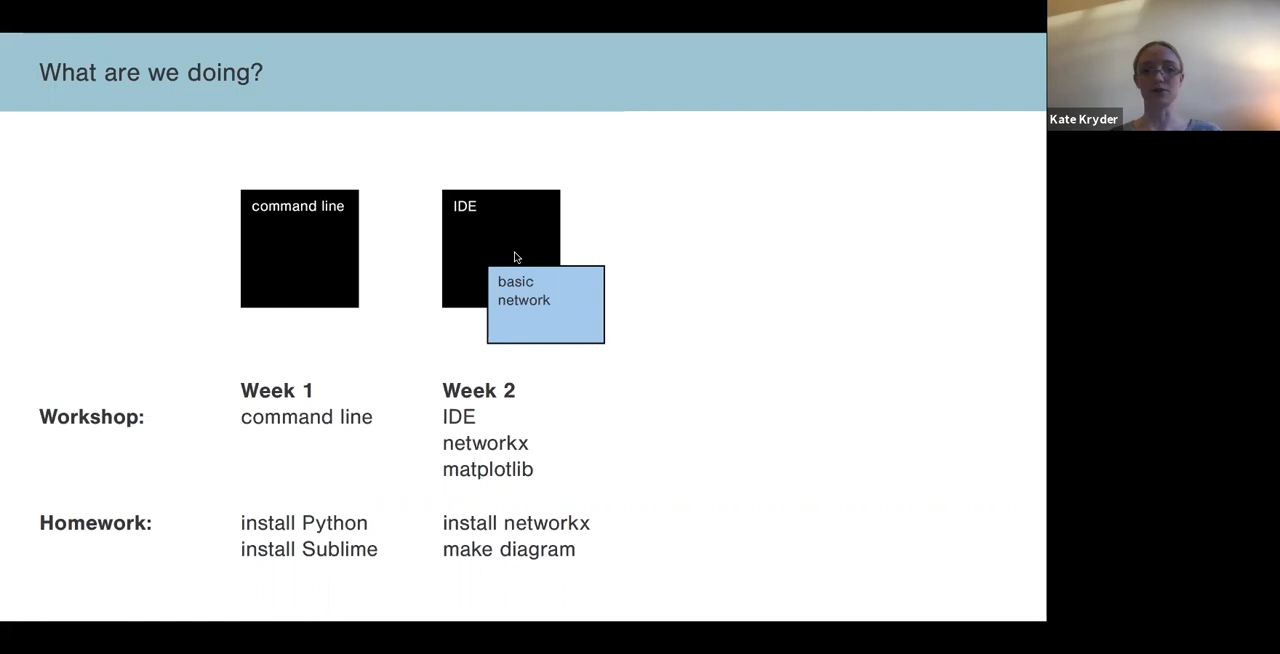 What are we doing?
Kate Kryder
command line
IDE
basic
network
Week 1
Week 2
Workshop:
command line
IDE
networkx
matplotlib
Homework:
install Python
install networkx
install Sublime
make diagram